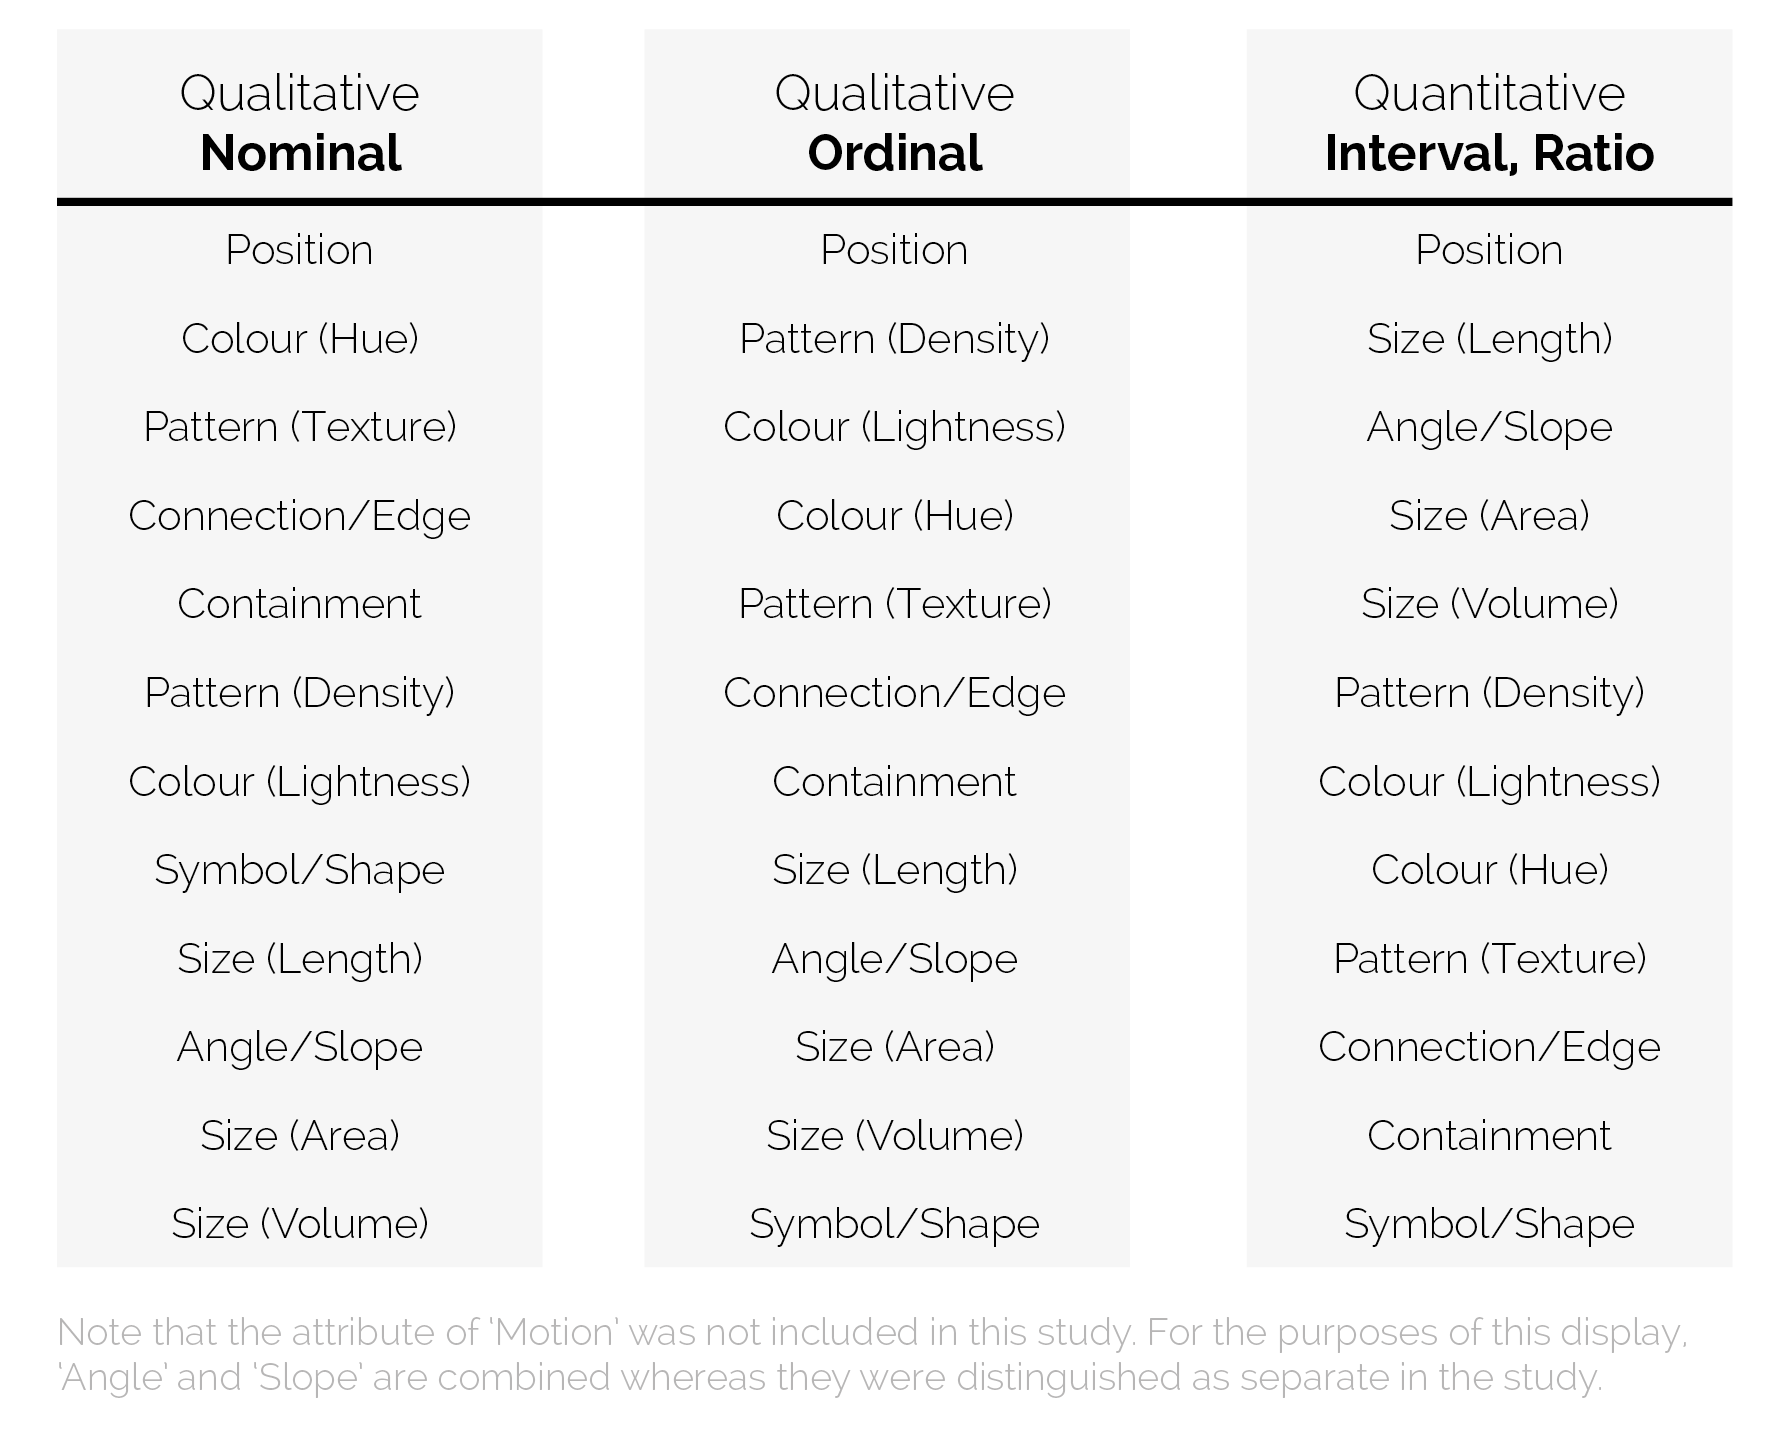 Qualitative
Nominal
Position
Colour (Hue)
Pattern (Texture)
Connection/Edge
Containment
Pattern (Density)
Colour (Lightness)
Symbol/Shape
Size (Length)
Angle/Slope
Size (Area)
Size (Volume)
Qualitative
Ordinal
Position
Pattern (Density)
Colour (Lightness)
Colour (Hue)
Pattern (Texture)
Connection/Edge
Containment
Size (Length)
Angle/Slope
Size (Area)
Size (Volume)
Symbol/Shape
Quantitative
Interval, Ratio
Position
Size (Length)
Angle/Slope
Size (Area)
Size (Volume)
Pattern (Density)
Colour (Lightness)
Colour (Hue)
Pattern (Texture)
Connection/Edge
Containment
Symbol/Shape
Note that the attribute of ‘Motion’ was not included in this study. For the purposes of this display,
‘Angle’ and ‘Slope’ are combined whereas they were distinguished as separate in the study.